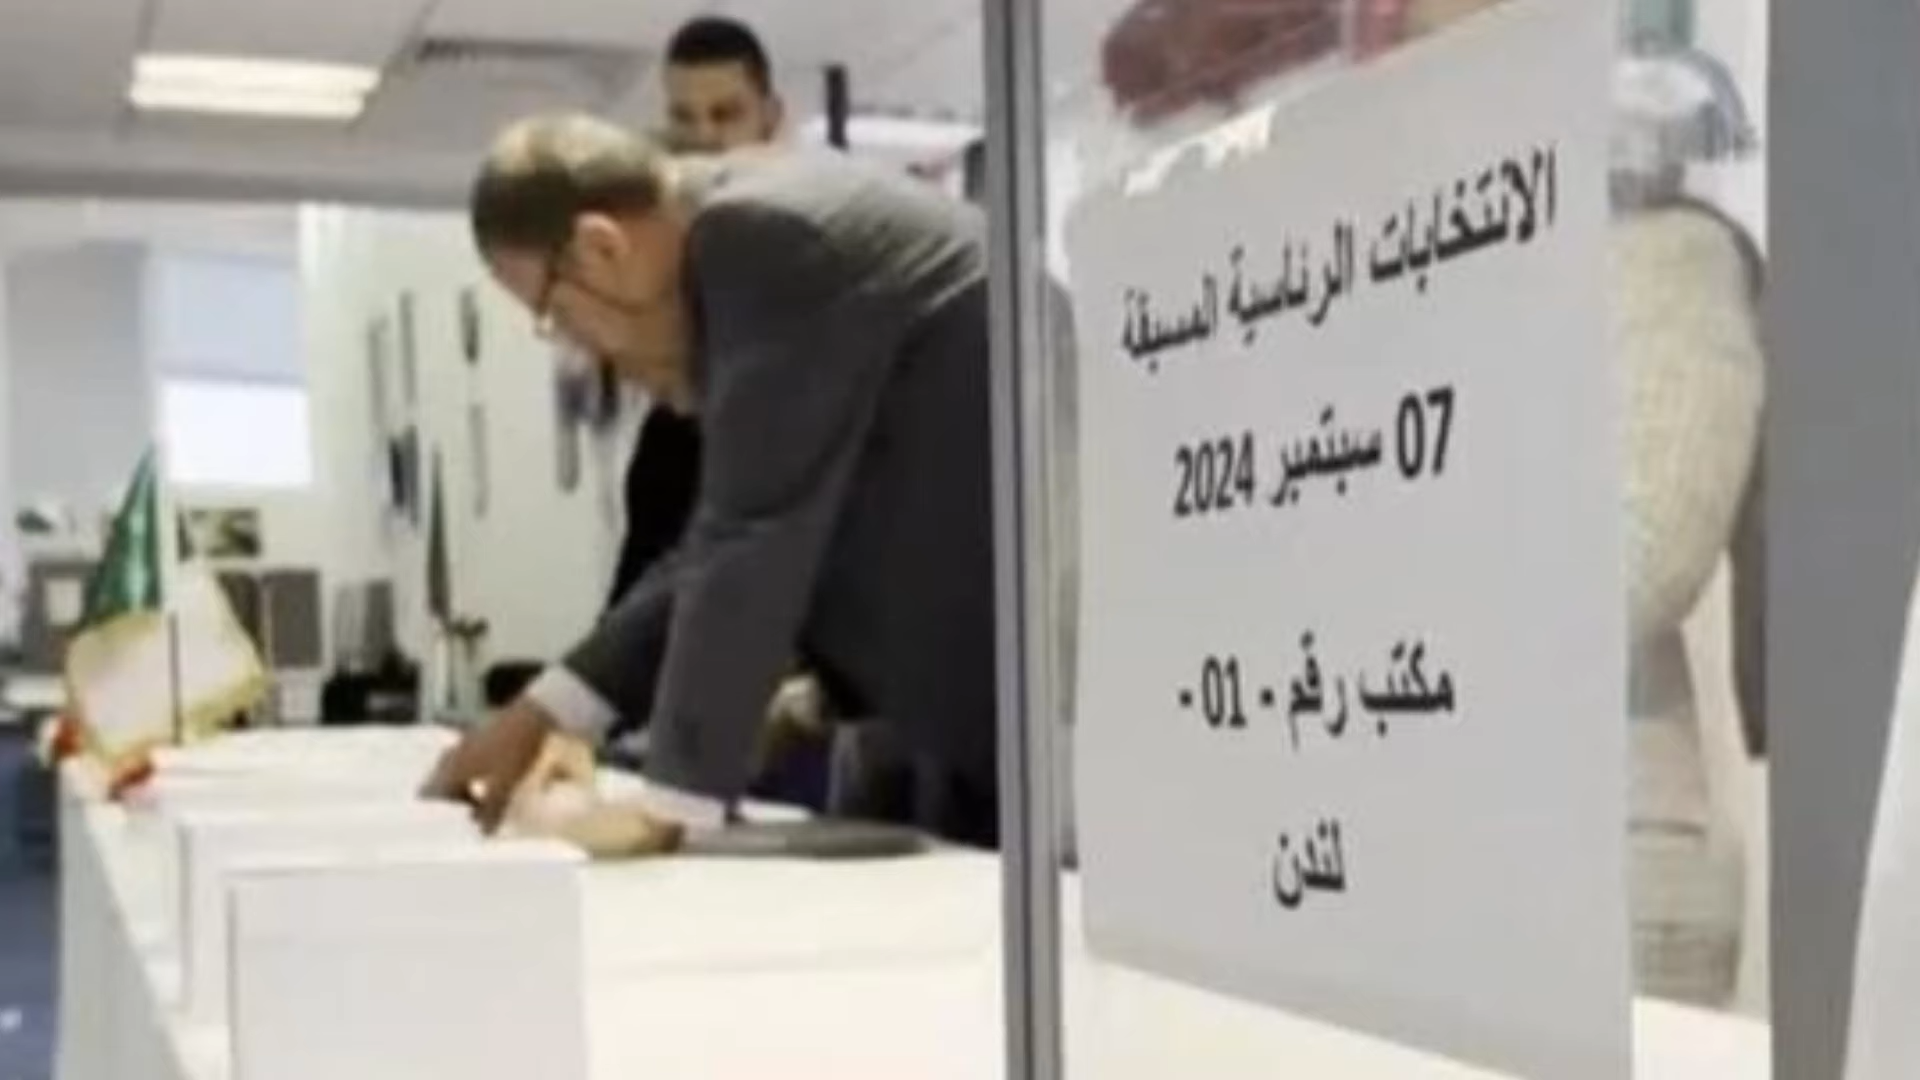 الانتخابات الرئاسية المسبقة
07 سبتمبر 2024
مكتب رقم - 01 -
لندن